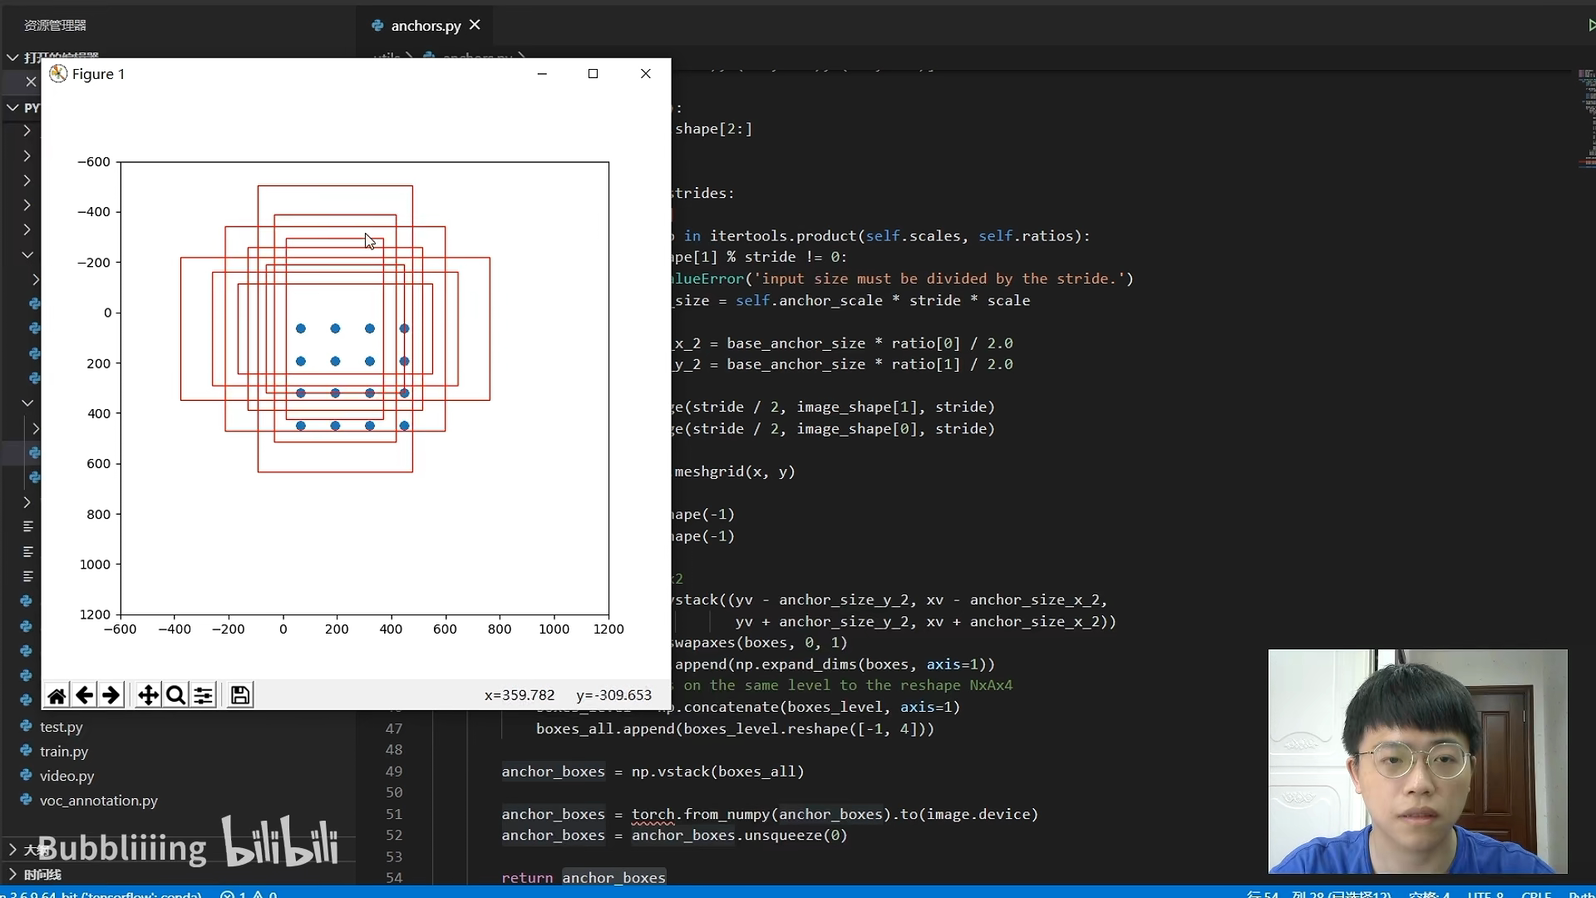 资源管理器
anchors.py
Figure 1
−600
−400
−200
0
200
400
600
800
1000
1200
−600 −400 −200 0 200 400 600 800 1000 1200
x=359.782 y=-309.653
PY
test.py
train.py
video.py
voc_annotation.py
时间线
Bubbliiiing bilibili
:
shape[2:]
strides:
in itertools.product(self.scales, self.ratios):
[1] % stride != 0:
alueError('input size must be divided by the stride.')
_size = self.anchor_scale * stride * scale
_x_2 = base_anchor_size * ratio[0] / 2.0
_y_2 = base_anchor_size * ratio[1] / 2.0
(stride / 2, image_shape[1], stride)
(stride / 2, image_shape[0], stride)
meshgrid(x, y)
ape(-1)
ape(-1)
x2
stack((yv - anchor_size_y_2, xv - anchor_size_x_2,
yv + anchor_size_y_2, xv + anchor_size_x_2))
swapaxes(boxes, 0, 1)
.append(np.expand_dims(boxes, axis=1))
on the same level to the reshape NxAx4
np.concatenate(boxes_level, axis=1)
47 boxes_all.append(boxes_level.reshape([-1, 4]))
48
49 anchor_boxes = np.vstack(boxes_all)
50
51 anchor_boxes = torch.from_numpy(anchor_boxes).to(image.device)
52 anchor_boxes = anchor_boxes.unsqueeze(0)
53
54 return anchor_boxes